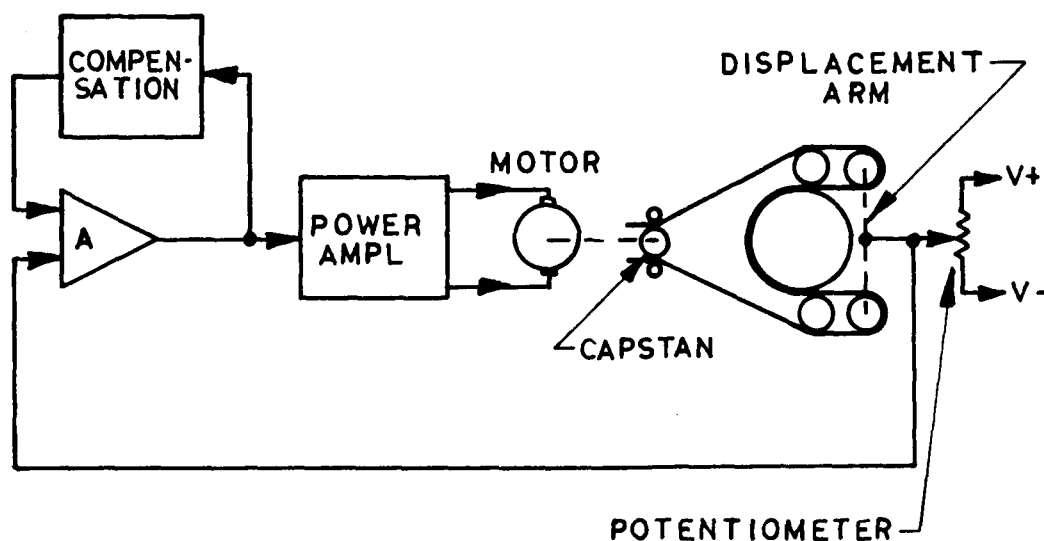 COMPEN-
SATION
DISPLACEMENT
ARM
MOTOR
V+
A
POWER
AMPL
V-
CAPSTAN
POTENTIOMETER